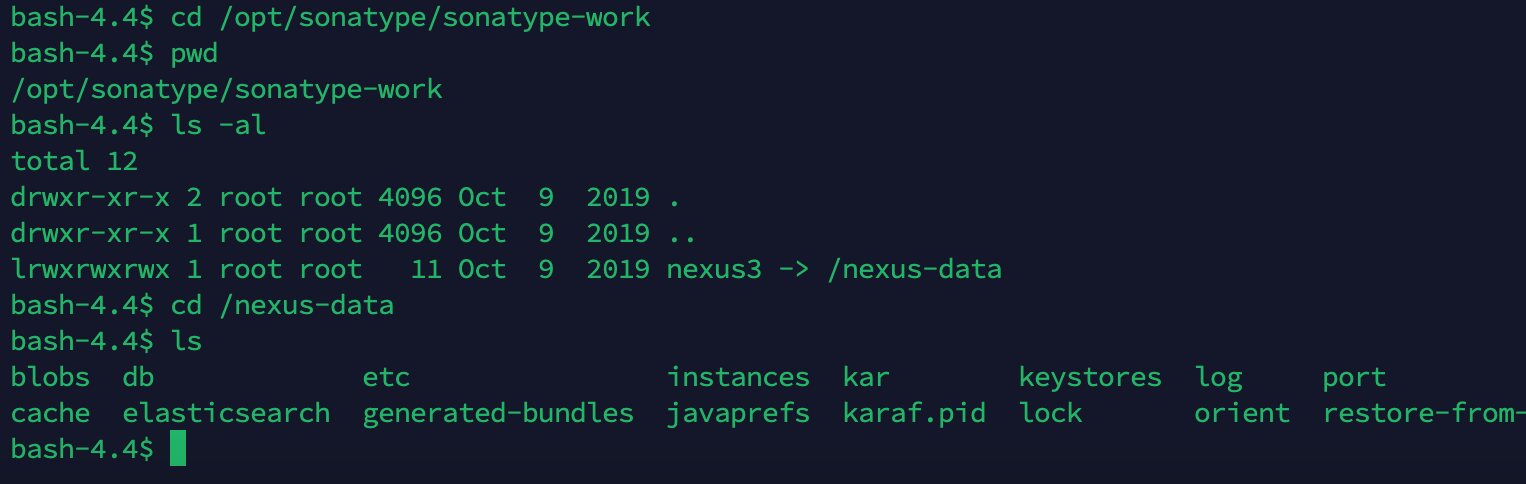 bash-4.4$ cd /opt/sonatype/sonatype-work
bash-4.4$ pwd
/opt/sonatype/sonatype-work
bash-4.4$ ls -al
total 12
drwxr-xr-x 2 root root 4096 Oct  9  2019 .
drwxr-xr-x 1 root root 4096 Oct  9  2019 ..
lrwxrwxrwx 1 root root   11 Oct  9  2019 nexus3 -> /nexus-data
bash-4.4$ cd /nexus-data
bash-4.4$ ls
blobs  db             etc                instances  kar        keystores  log     port
cache  elasticsearch  generated-bundles  javaprefs  karaf.pid  lock       orient  restore-from-
bash-4.4$